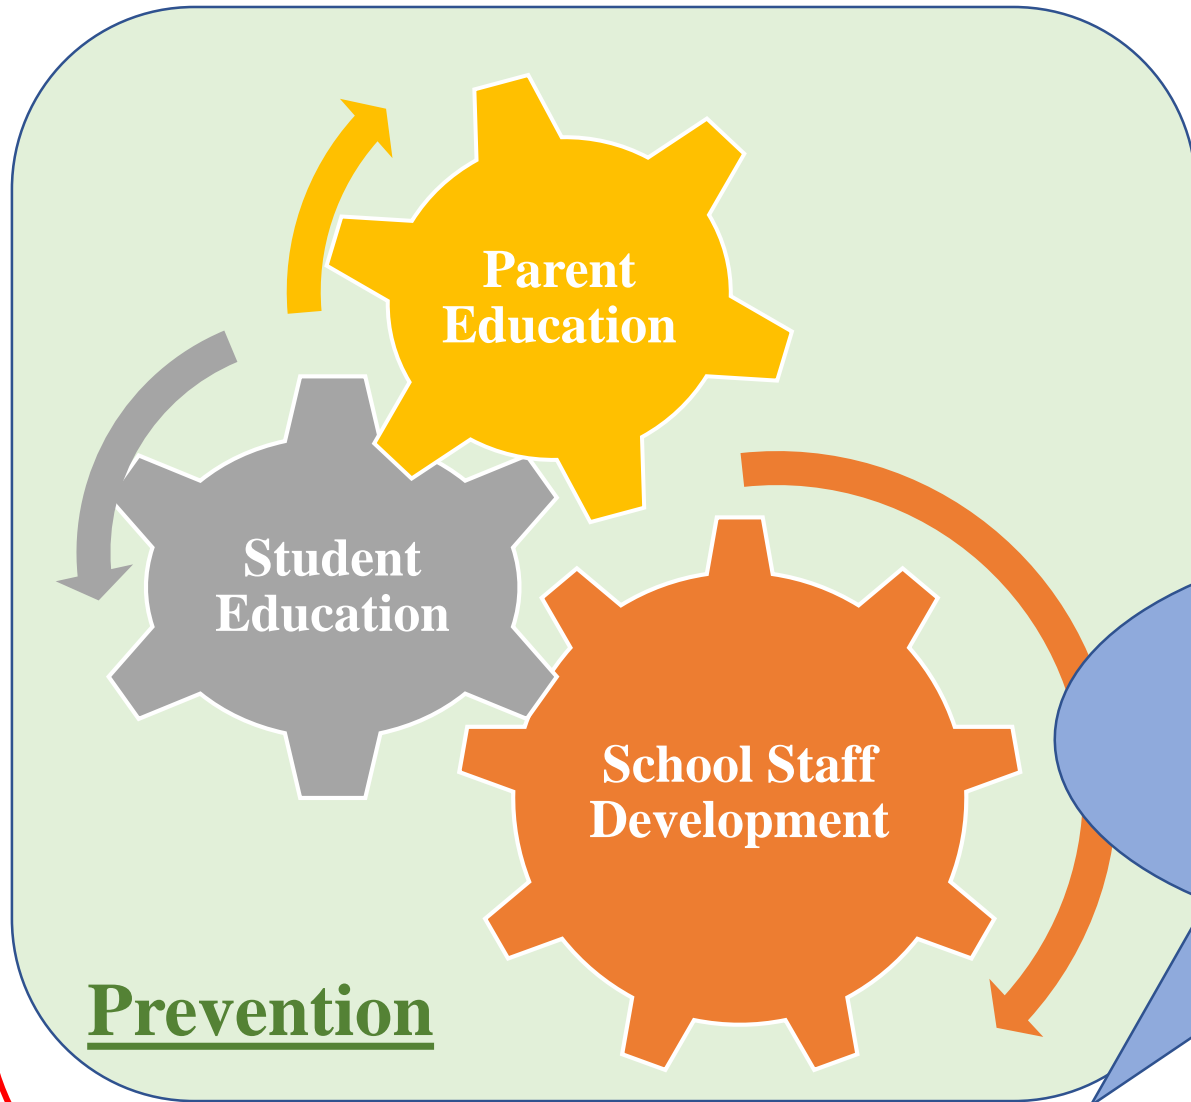 Parent
Education
Student
Education
School Staff
Development
Prevention